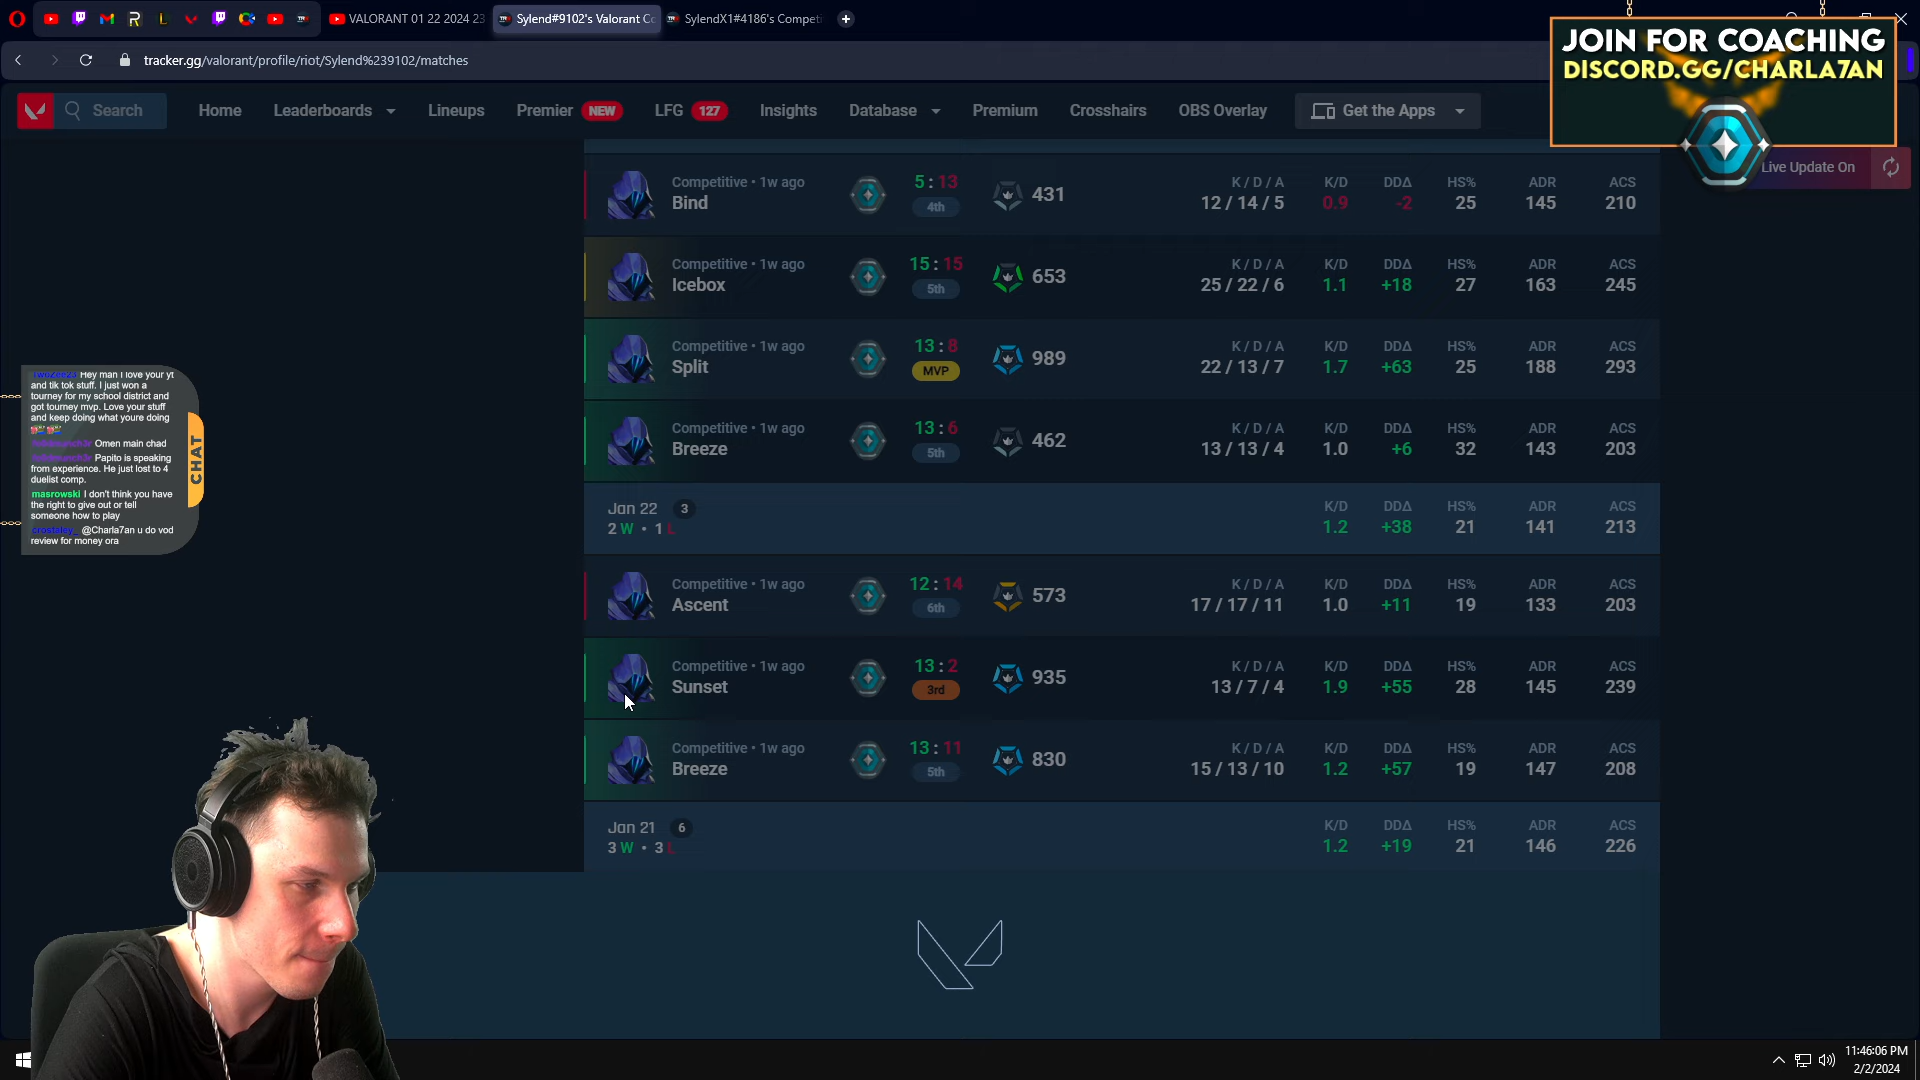 VALORANT 01 22 2024 23
Sylend#9102's Valorant Co
SylendX1#4186's Competi
tracker.gg/valorant/profile/riot/Sylend%239102/matches
JOIN FOR COACHING
DISCORD.GG/CHARLA7AN
Search
Home
Leaderboards
Lineups
Premier NEW
LFG 127
Insights
Database
Premium
Crosshairs
OBS Overlay
Get the Apps
Live Update On
Competitive • 1w ago
Bind
5 : 13
4th
431
K / D / A
12 / 14 / 5
K/D
0.9
DDΔ
-2
HS%
25
ADR
145
ACS
210
Competitive • 1w ago
Icebox
15 : 15
5th
653
K / D / A
25 / 22 / 6
K/D
1.1
DDΔ
+18
HS%
27
ADR
163
ACS
245
Competitive • 1w ago
Split
13 : 8
MVP
989
K / D / A
22 / 13 / 7
K/D
1.7
DDΔ
+63
HS%
25
ADR
188
ACS
293
Competitive • 1w ago
Breeze
13 : 6
5th
462
K / D / A
13 / 13 / 4
K/D
1.0
DDΔ
+6
HS%
32
ADR
143
ACS
203
Jan 22 3
2 W • 1 L
K/D
1.2
DDΔ
+38
HS%
21
ADR
141
ACS
213
Competitive • 1w ago
Ascent
12 : 14
6th
573
K / D / A
17 / 17 / 11
K/D
1.0
DDΔ
+11
HS%
19
ADR
133
ACS
203
Competitive • 1w ago
Sunset
13 : 2
3rd
935
K / D / A
13 / 7 / 4
K/D
1.9
DDΔ
+55
HS%
28
ADR
145
ACS
239
Competitive • 1w ago
Breeze
13 : 11
5th
830
K / D / A
15 / 13 / 10
K/D
1.2
DDΔ
+57
HS%
19
ADR
147
ACS
208
Jan 21 6
3 W • 3 L
K/D
1.2
DDΔ
+19
HS%
21
ADR
146
ACS
226
Hey man I love your yt
and tik tok stuff. I just won a
tourney for my school district and
got tourney mvp. Love your stuff
and keep doing what youre doing
Omen main chad
Papito is speaking
from experience. He just lost to 4
duelist comp.
masrowski I don't think you have
the right to give out or tell
someone how to play
@Charla7an u do vod
review for money ora
CHAT
11:46:06 PM
2/2/2024